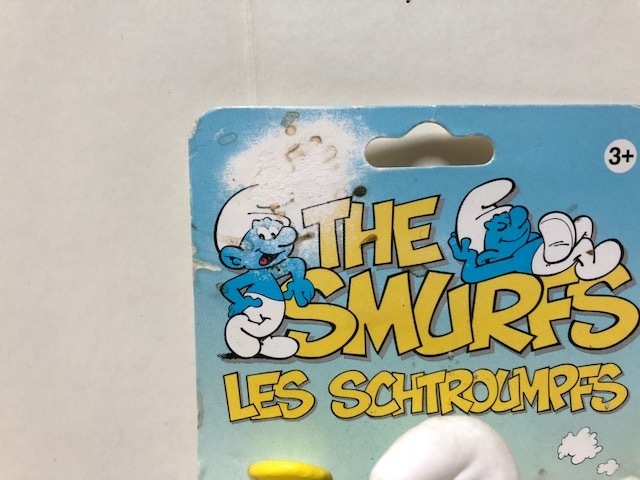 3+
THE
SMURFS
LES SCHTROUMPFS